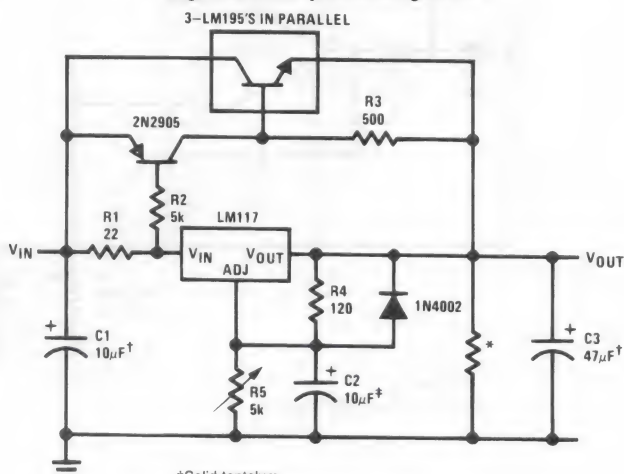 3–LM195'S IN PARALLEL
2N2905
R3
500
R2
5k
LM117
R1
22
VIN
VIN
VOUT
ADJ
VOUT
R4
120
1N4002
*
C1
10µF†
R5
5k
C2
10µF‡
C3
47µF†